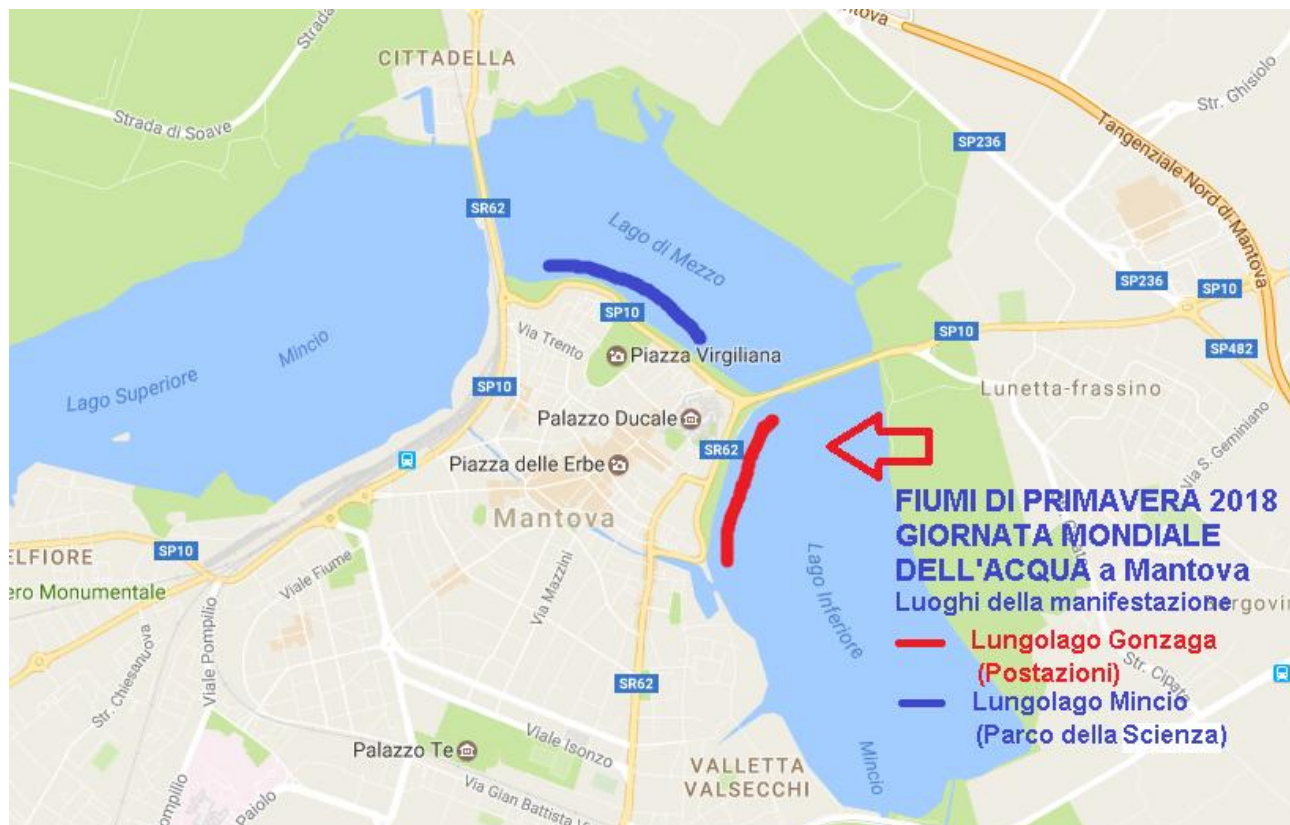 CITTADELLA
Strada di Soave
Strada
Mantova
Str. Ghisiolo
SP236
Tangenziale Nord di Mantova
SR62
Lago di Mezzo
SP236
SP10
SP10
SP10
SP482
Via Trento
Piazza Virgiliana
Mincio
Lago Superiore
SP10
Lunetta-frassino
Palazzo Ducale
SR62
Via S. Geminiano
Piazza delle Erbe
Mantova
FIUMI DI PRIMAVERA 2018
GIORNATA MONDIALE
DELL'ACQUA a Mantova
Luoghi della manifestazione
Lungolago Gonzaga
(Postazioni)
Lungolago Mincio
(Parco della Scienza)
ELFIORE
SP10
ero Monumentale
Viale Fiume
Via Mazzini
Lago Inferiore
Str. Cipata
Viale Pompilio
Str. Chiesanuova
SR62
Palazzo Te
Viale Isonzo
VALLETTA
VALSECCHI
Mincio
Via Gian Battista
ompilio
Paiolo